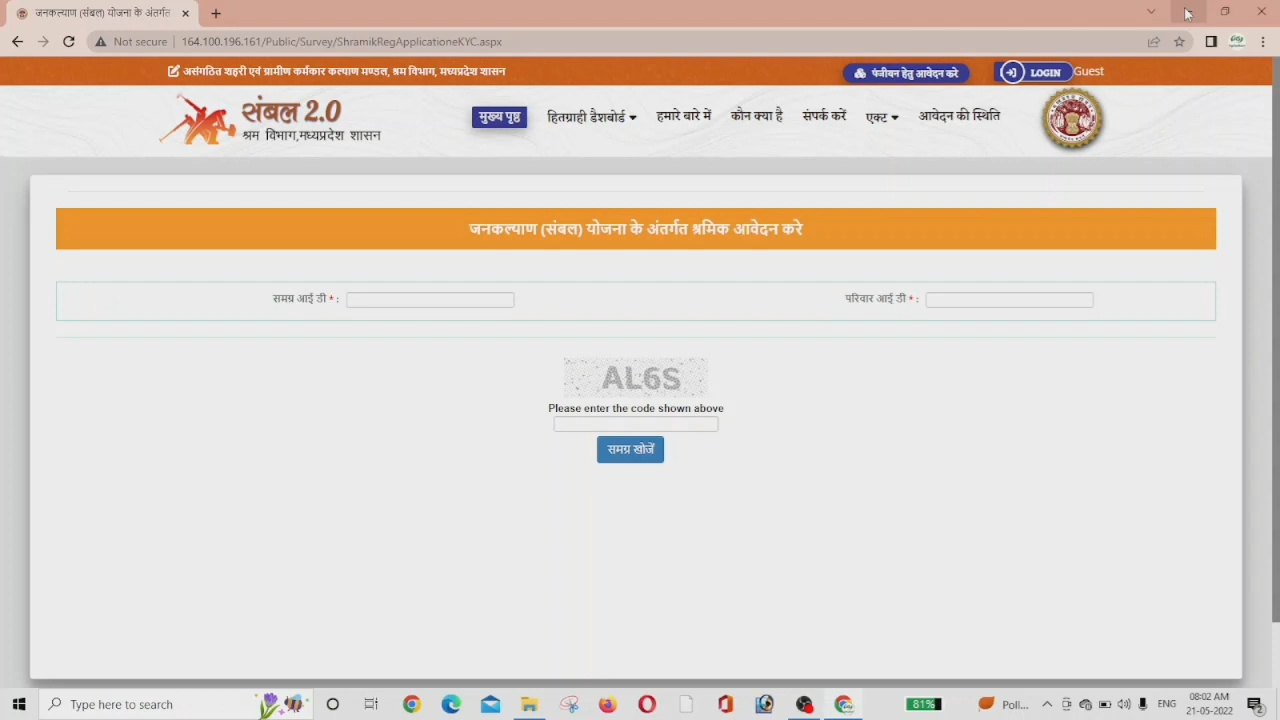 जनकल्याण (संबल) योजना के अंतर्गत
Not secure | 164.100.196.161/Public/Survey/ShramikRegApplicationeKYC.aspx
असंगठित शहरी एवं ग्रामीण कर्मकार कल्याण मण्डल, श्रम विभाग, मध्यप्रदेश शासन
पंजीयन हेतु आवेदन करे
LOGIN Guest
संबल 2.0
श्रम विभाग,मध्यप्रदेश शासन
मुख्य पृष्ठ हितग्राही डैशबोर्ड हमारे बारे में कौन क्या है संपर्क करें एक्ट आवेदन की स्थिति
जनकल्याण (संबल) योजना के अंतर्गत श्रमिक आवेदन करे
समग्र आई डी * : परिवार आई डी * :
AL6S
Please enter the code shown above
समग्र खोजें
Type here to search
81%
Poll...
ENG
08:02 AM
21-05-2022
2